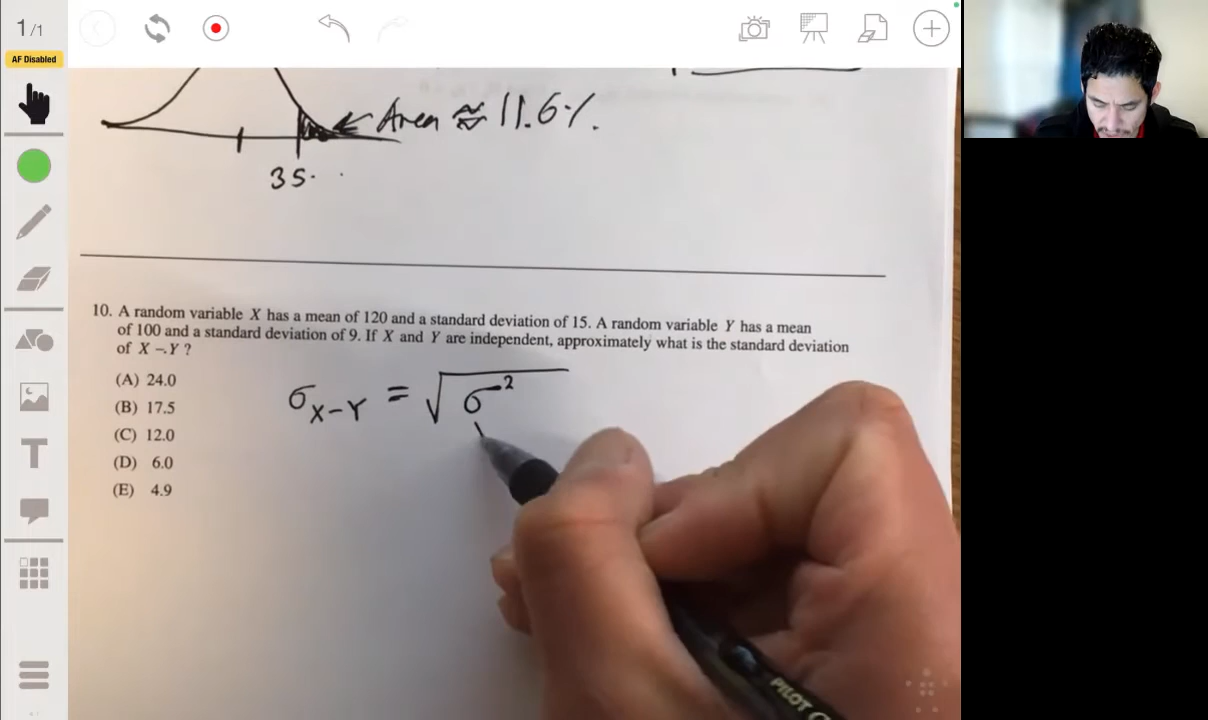 1/1
AF Disabled
← Area ≈ 11.6%.
35.
10. A random variable X has a mean of 120 and a standard deviation of 15. A random variable Y has a mean
of 100 and a standard deviation of 9. If X and Y are independent, approximately what is the standard deviation
of X – Y ?
(A) 24.0
(B) 17.5
(C) 12.0
(D) 6.0
(E) 4.9
σ X-Y = √ σ²
T
PILOT